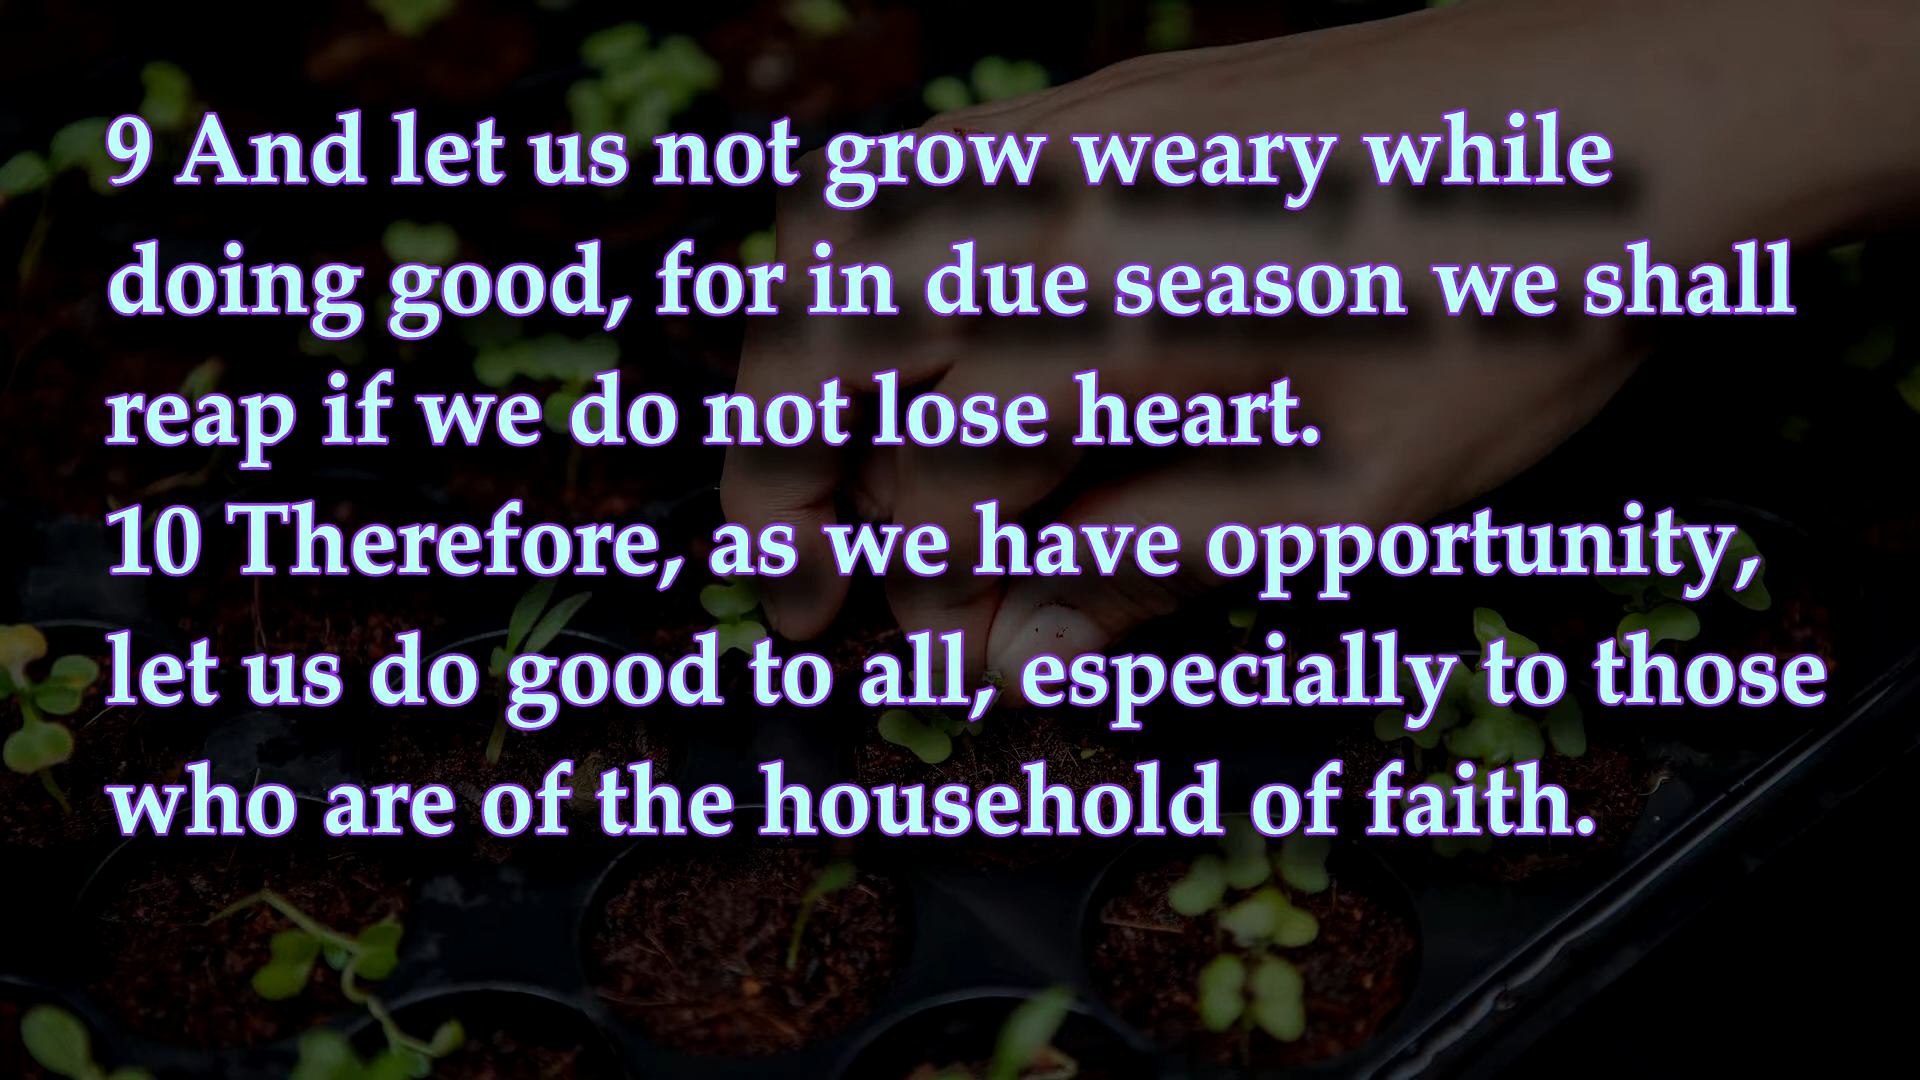 9 And let us not grow weary while
doing good, for in due season we shall
reap if we do not lose heart.
10 Therefore, as we have opportunity,
let us do good to all, especially to those
who are of the household of faith.